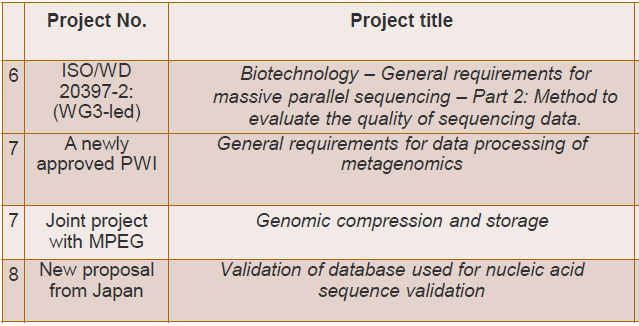 Project No. Project title
6 ISO/WD 20397-2: (WG3-led) Biotechnology – General requirements for
massive parallel sequencing – Part 2: Method to
evaluate the quality of sequencing data.
7 A newly approved PWI General requirements for data processing of
metagenomics
7 Joint project with MPEG Genomic compression and storage
8 New proposal from Japan Validation of database used for nucleic acid
sequence validation